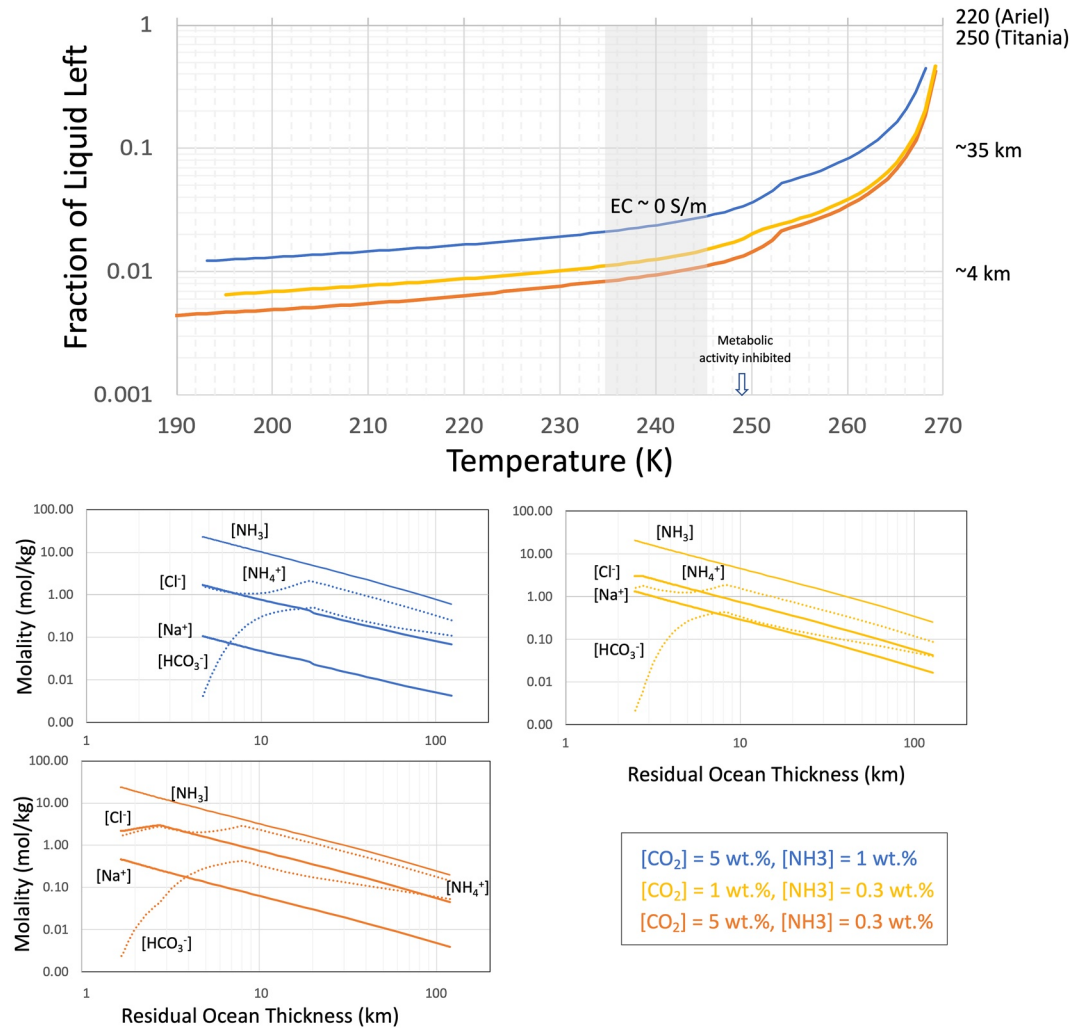 220 (Ariel)
250 (Titania)
1
0.1
~35 km
Fraction of Liquid Left
EC ~ 0 S/m
0.01
~4 km
Metabolic
activity inhibited
0.001
190 200 210 220 230 240 250 260 270
Temperature (K)
100.00
10.00
1.00
0.10
0.01
0.00
Molality (mol/kg)
[NH₃]
[NH₄⁺]
[Cl⁻]
[Na⁺]
[HCO₃⁻]
1 10 100
100.00
10.00
1.00
0.10
0.01
0.00
[NH₃]
[Cl⁻]
[NH₄⁺]
[Na⁺]
[HCO₃⁻]
1 10 100
Residual Ocean Thickness (km)
100.00
10.00
1.00
0.10
0.01
0.00
Molality (mol/kg)
[NH₃]
[Cl⁻]
[Na⁺]
[NH₄⁺]
[HCO₃⁻]
1 10 100
Residual Ocean Thickness (km)
[CO₂] = 5 wt.%, [NH3] = 1 wt.%
[CO₂] = 1 wt.%, [NH3] = 0.3 wt.%
[CO₂] = 5 wt.%, [NH3] = 0.3 wt.%